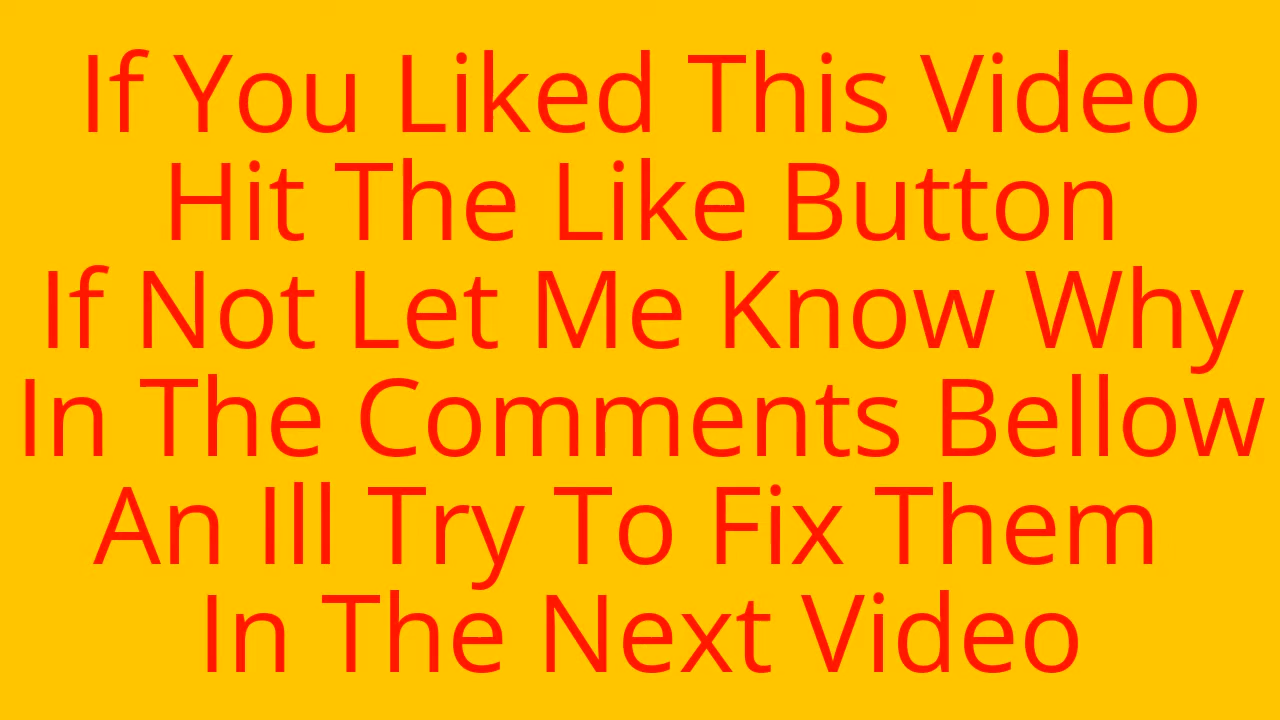 If You Liked This Video
Hit The Like Button
If Not Let Me Know Why
In The Comments Bellow
An Ill Try To Fix Them
In The Next Video